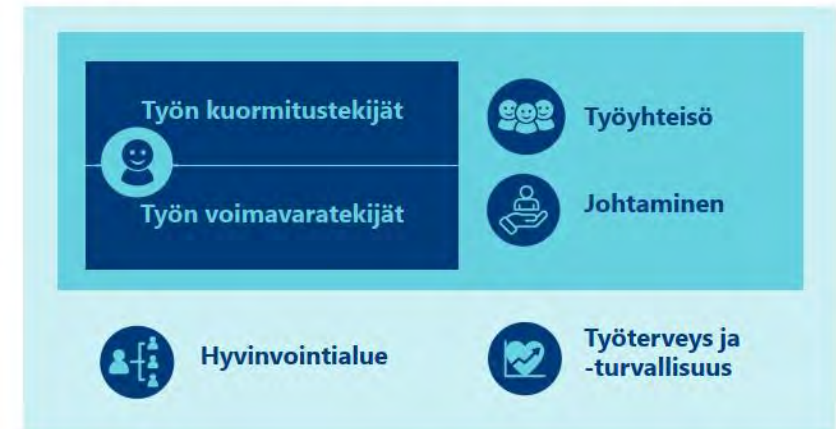 Työn kuormitustekijät
Työn voimavaratekijät
Työyhteisö
Johtaminen
Hyvinvointialue
Työterveys ja
-turvallisuus